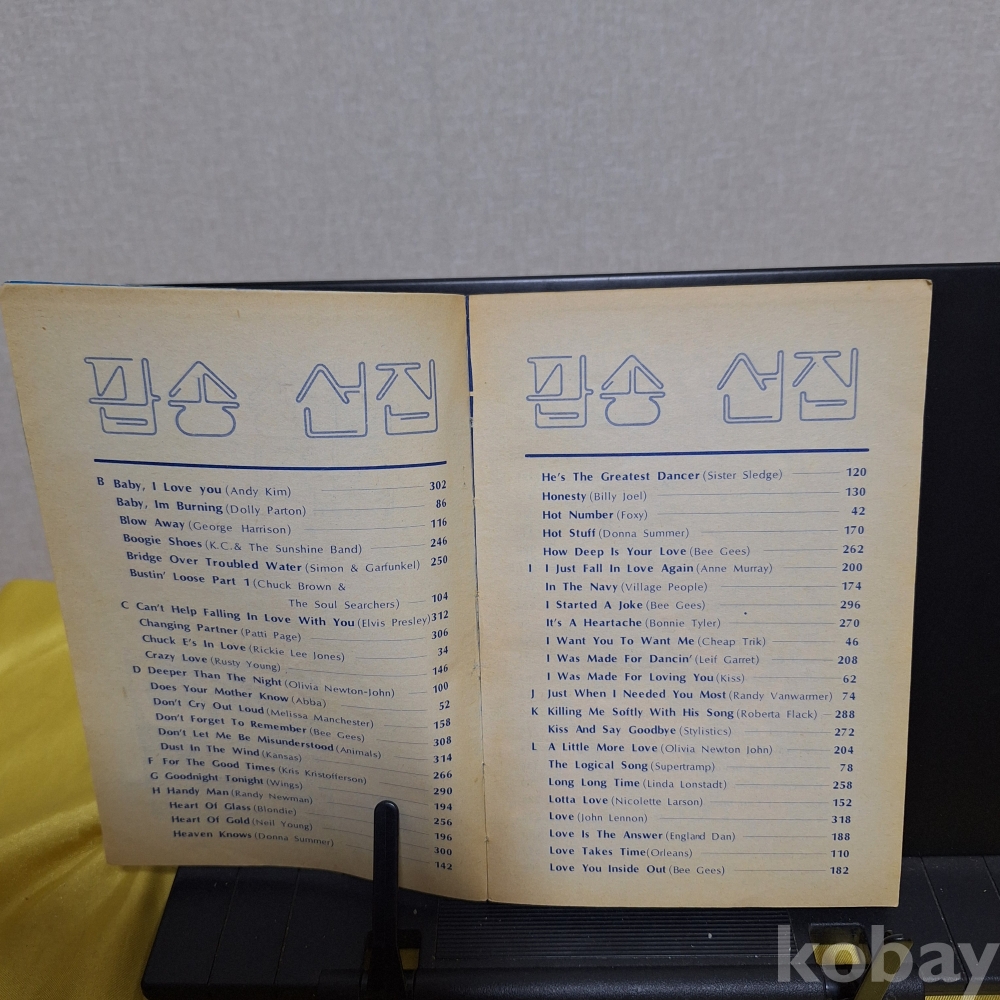 팝송 선집
B Baby, I Love you (Andy Kim) 302
Baby, Im Burning (Dolly Parton) 86
Blow Away (George Harrison) 116
Boogie Shoes (K.C.& The Sunshine Band) 246
Bridge Over Troubled Water (Simon & Garfunkel) 250
Bustin' Loose Part 1 (Chuck Brown &
The Soul Searchers) 104
C Can't Help Falling In Love With You (Elvis Presley) 312
Changing Partner (Patti Page) 306
Chuck E's In Love (Rickie Lee Jones) 34
Crazy Love (Rusty Young) 146
D Deeper Than The Night (Olivia Newton-John) 100
Does Your Mother Know (Abba) 52
Don't Cry Out Loud (Melissa Manchester) 158
Don't Forget To Remember (Bee Gees) 308
Don't Let Me Be Misunderstood (Animals) 314
Dust In The Wind (Kansas) 266
F For The Good Times (Kris Kristofferson) 290
G Goodnight Tonight (Wings) 194
H Handy Man (Randy Newman) 256
Heart Of Glass (Blondie) 196
Heart Of Gold (Neil Young) 300
Heaven Knows (Donna Summer) 142
팝송 선집
He's The Greatest Dancer (Sister Sledge) 120
Honesty (Billy Joel) 130
Hot Number (Foxy) 42
Hot Stuff (Donna Summer) 170
How Deep Is Your Love (Bee Gees) 262
I I Just Fall In Love Again (Anne Murray) 200
In The Navy (Village People) 174
I Started A Joke (Bee Gees) 296
It's A Heartache (Bonnie Tyler) 270
I Want You To Want Me (Cheap Trik) 46
I Was Made For Dancin' (Leif Garret) 208
I Was Made For Loving You (Kiss) 62
J Just When I Needed You Most (Randy Vanwarmer) 74
K Killing Me Softly With His Song (Roberta Flack) 288
Kiss And Say Goodbye (Stylistics) 272
L A Little More Love (Olivia Newton John) 204
The Logical Song (Supertramp) 78
Long Long Time (Linda Lonstadt) 258
Lotta Love (Nicolette Larson) 152
Love (John Lennon) 318
Love Is The Answer (England Dan) 188
Love Takes Time (Orleans) 110
Love You Inside Out (Bee Gees) 182
kobay